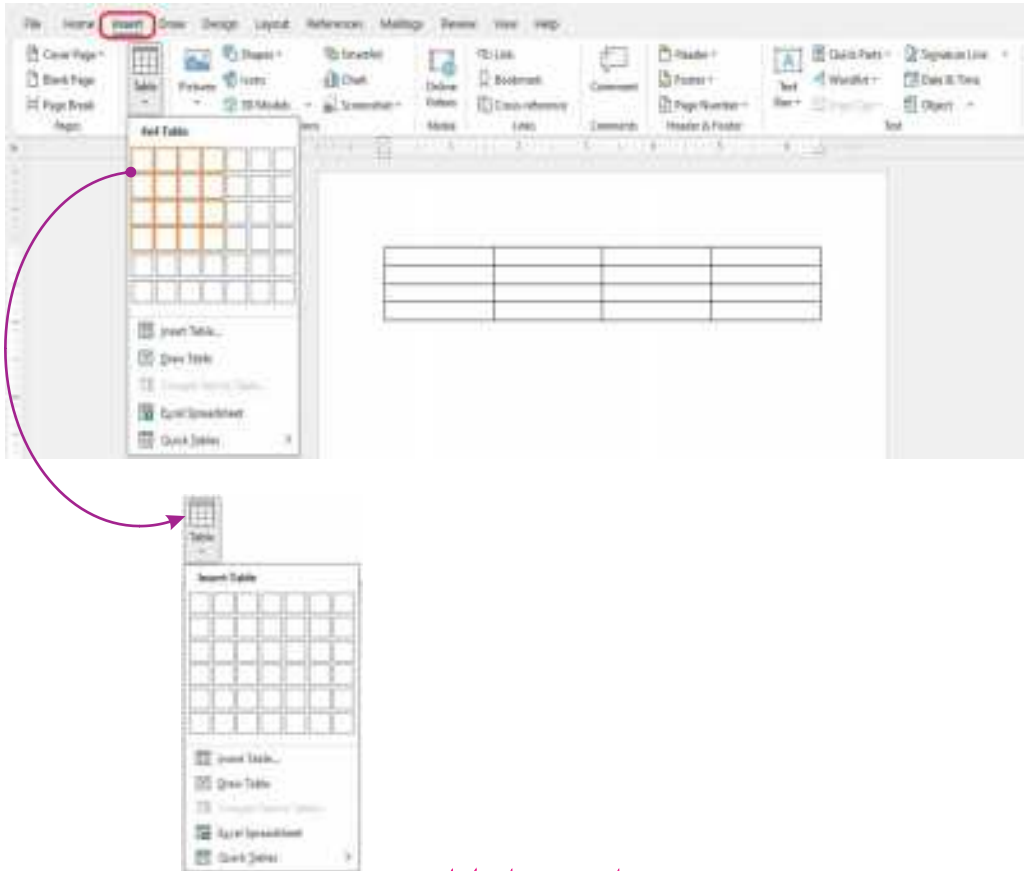 File Home Insert Draw Design Layout References Mailings Review View Help
Cover Page Shapes SmartArt Link Header Quick Parts Signature Line
Blank Page Icons Chart Bookmark Footer WordArt Date & Time
Page Break Table Pictures 3D Models Screenshot Online Videos Cross-reference Comment Page Number Text Box Object
Pages Media Links Comments Header & Footer Text
4x4 Table
Insert Table...
Draw Table
Excel Spreadsheet
Quick Tables
Table
Insert Table
Insert Table...
Draw Table
Excel Spreadsheet
Quick Tables